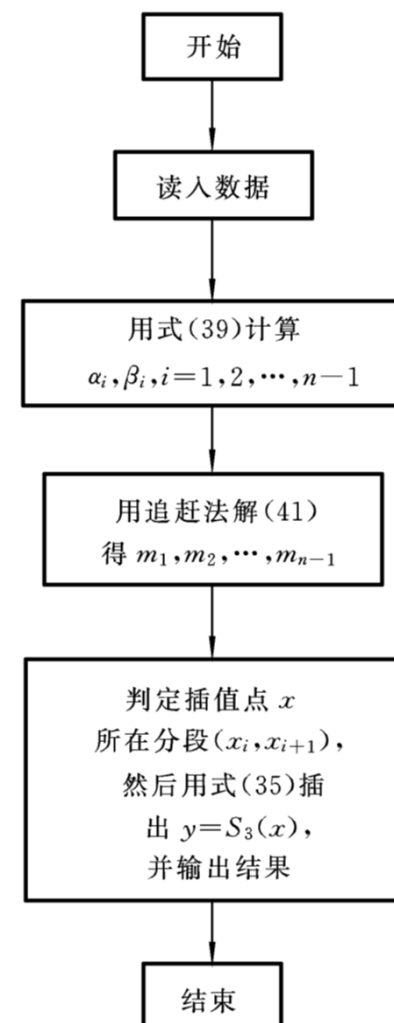 开始
读入数据
用式(39)计算
αᵢ,βᵢ,i=1,2,⋯,n-1
用追赶法解(41)
得 m₁,m₂,⋯,mₙ₋₁
判定插值点 x
所在分段(xᵢ,xᵢ₊₁),
然后用式(35)插
出 y=S₃(x),
并输出结果
结束